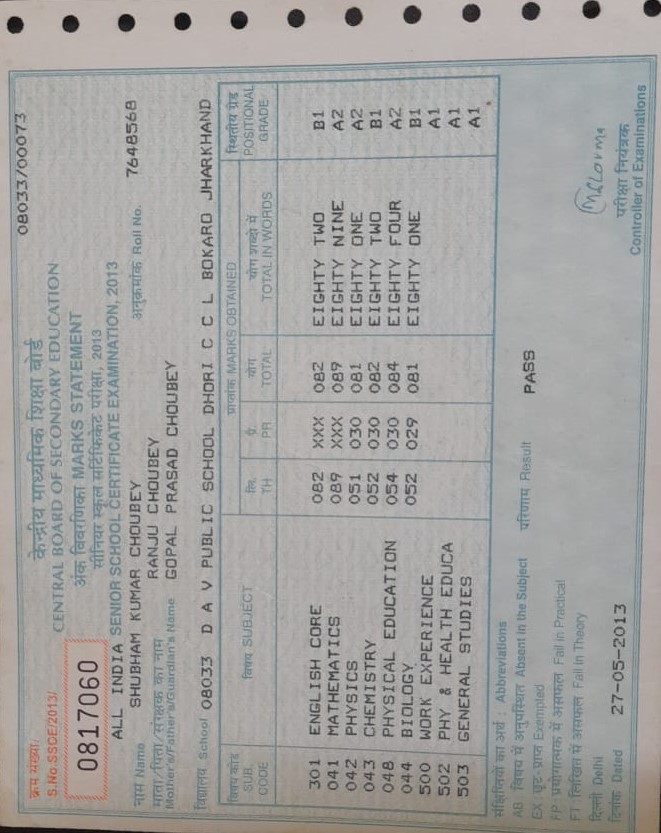 08033/00073
क्रम संख्या/
S.No.SSCE/2013/
0817060
केन्द्रीय माध्यमिक शिक्षा बोर्ड
CENTRAL BOARD OF SECONDARY EDUCATION
अंक विवरणिका MARKS STATEMENT
सीनियर स्कूल सर्टिफिकेट परीक्षा, 2013
ALL INDIA SENIOR SCHOOL CERTIFICATE EXAMINATION, 2013
नाम Name SHUBHAM KUMAR CHOUBEY अनुक्रमांक Roll No. 7648568
माता/पिता/संरक्षक का नाम RANJU CHOUBEY
Mother's/Father's/Guardian's Name GOPAL PRASAD CHOUBEY
विद्यालय School 08033 D A V PUBLIC SCHOOL DHORI C C L BOKARO JHARKHAND
विषय कोड SUB. CODE विषय SUBJECT प्राप्तांक MARKS OBTAINED स्थितीय ग्रेड POSITIONAL GRADE
लि. TH प्रै. PR योग TOTAL योग शब्दो में TOTAL IN WORDS
301 ENGLISH CORE 082 XXX 082 EIGHTY TWO B1
041 MATHEMATICS 089 XXX 089 EIGHTY NINE A2
042 PHYSICS 051 030 081 EIGHTY ONE A2
043 CHEMISTRY 052 030 082 EIGHTY TWO B1
048 PHYSICAL EDUCATION 054 030 084 EIGHTY FOUR A2
044 BIOLOGY 052 029 081 EIGHTY ONE B1
500 WORK EXPERIENCE A1
502 PHY & HEALTH EDUCA A1
503 GENERAL STUDIES A1
संक्षिप्तियों का अर्थ : Abbreviations
AB : विषय में अनुपस्थित Absent in the Subject परिणाम Result PASS
EX : छूट-प्राप्त Exempted
FP : प्रयोगात्मक में असफल Fail in Practical
FT : लिखित में असफल Fail in Theory
दिल्ली Delhi
दिनांक Dated 27-05-2013
परीक्षा नियंत्रक
Controller of Examinations